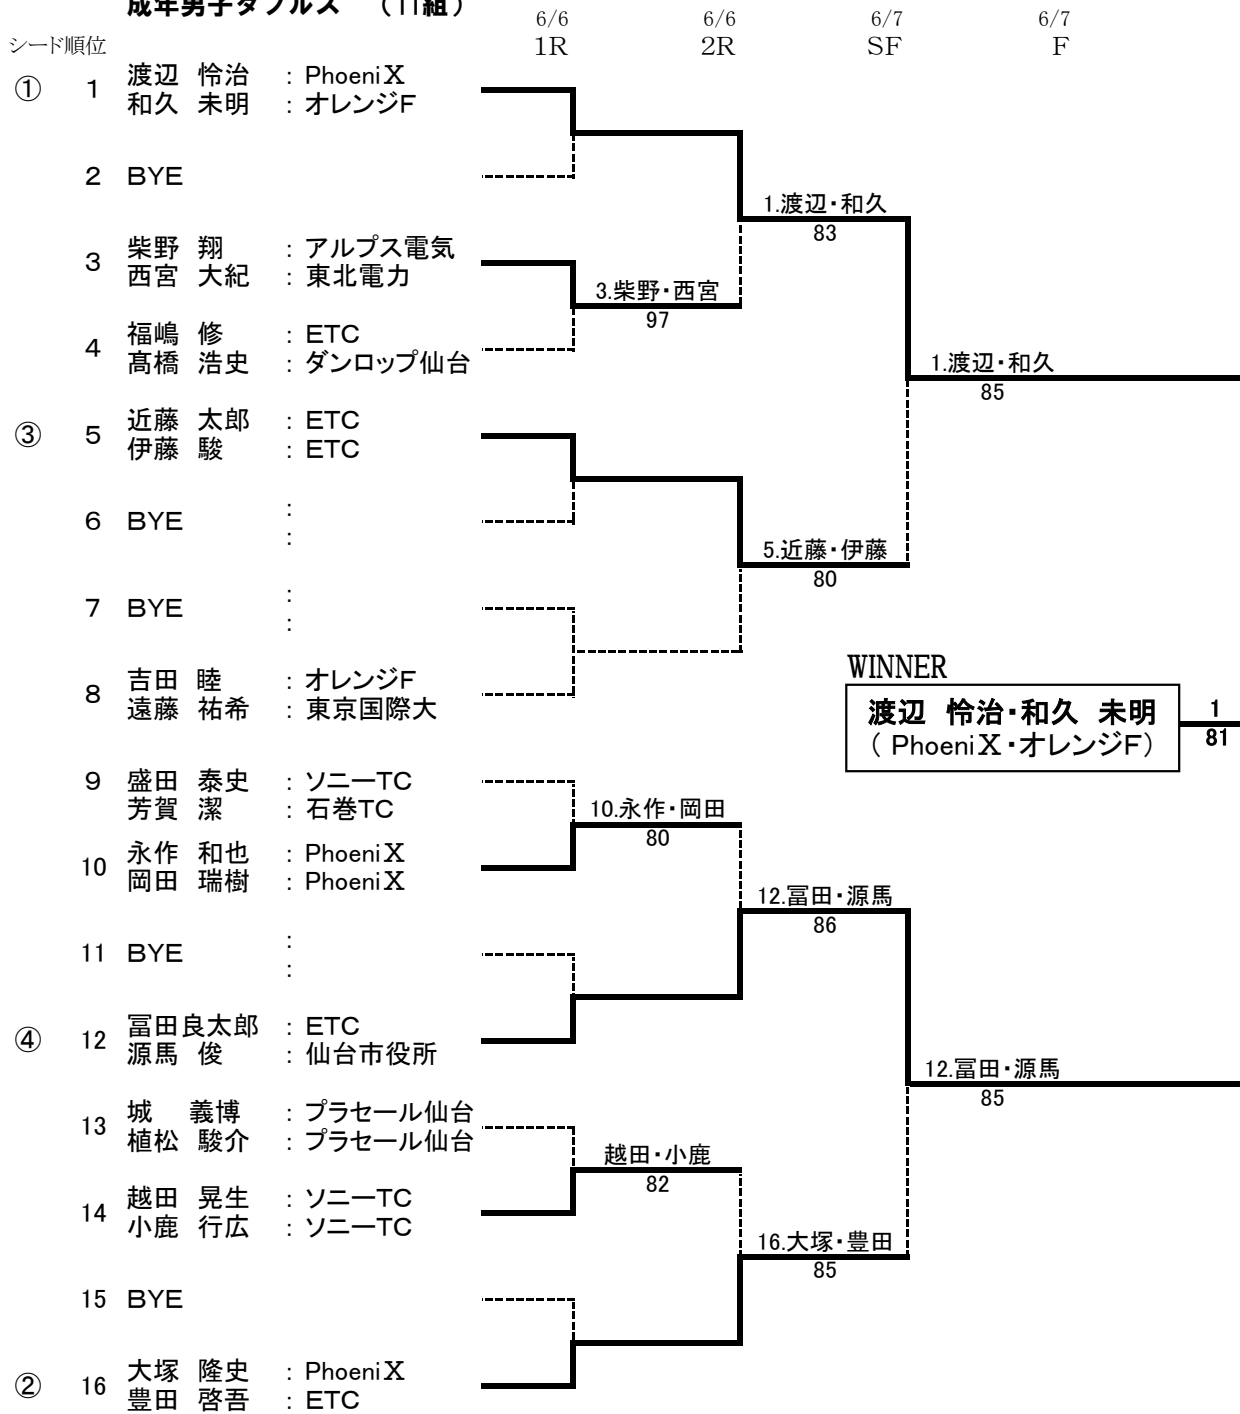 成年男子ダブルス （11組）
6/6 6/6 6/7 6/7
シード順位 1R 2R SF F
① 1 渡辺 怜治 : PhoeniX
和久 未明 : オレンジF
2 BYE
1.渡辺・和久
83
3 柴野 翔 : アルプス電気
西宮 大紀 : 東北電力
3.柴野・西宮
97
4 福嶋 修 : ETC
髙橋 浩史 : ダンロップ仙台
1.渡辺・和久
85
③ 5 近藤 太郎 : ETC
伊藤 駿 : ETC
6 BYE :
:
5.近藤・伊藤
80
7 BYE :
:
WINNER
8 吉田 睦 : オレンジF
遠藤 祐希 : 東京国際大
渡辺 怜治・和久 未明 1
（ PhoeniX・オレンジF） 81
9 盛田 泰史 : ソニーTC
芳賀 潔 : 石巻TC
10.永作・岡田
80
10 永作 和也 : PhoeniX
岡田 瑞樹 : PhoeniX
12.冨田・源馬
86
11 BYE :
:
④ 12 冨田良太郎 : ETC
源馬 俊 : 仙台市役所
12.冨田・源馬
85
13 城 義博 : プラセール仙台
植松 駿介 : プラセール仙台
越田・小鹿
82
14 越田 晃生 : ソニーTC
小鹿 行広 : ソニーTC
16.大塚・豊田
85
15 BYE
② 16 大塚 隆史 : PhoeniX
豊田 啓吾 : ETC